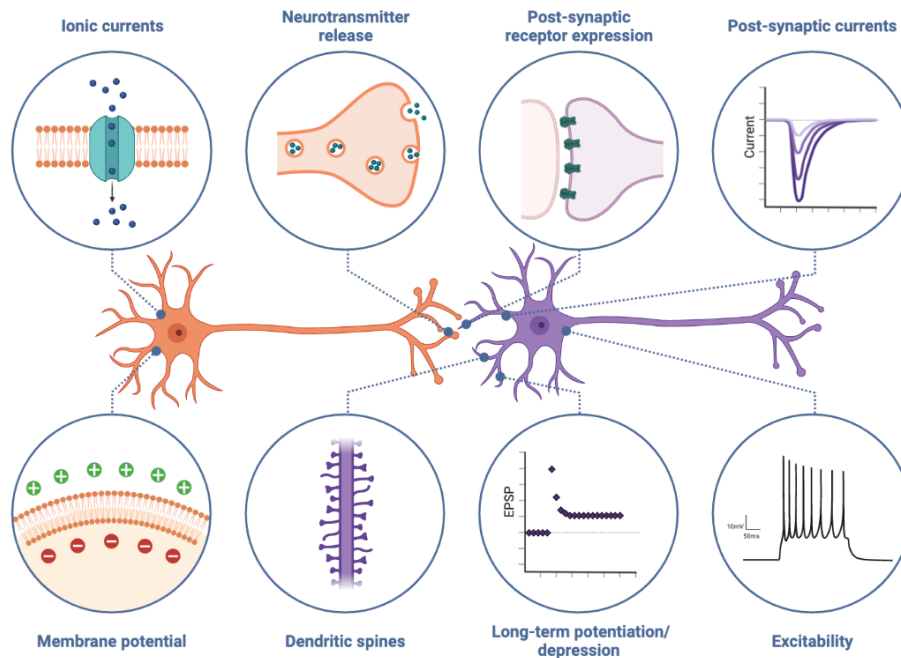 Ionic currents
Neurotransmitter
release
Post-synaptic
receptor expression
Post-synaptic currents
Current
EPSP
10mV
50ms
Membrane potential
Dendritic spines
Long-term potentiation/
depression
Excitability